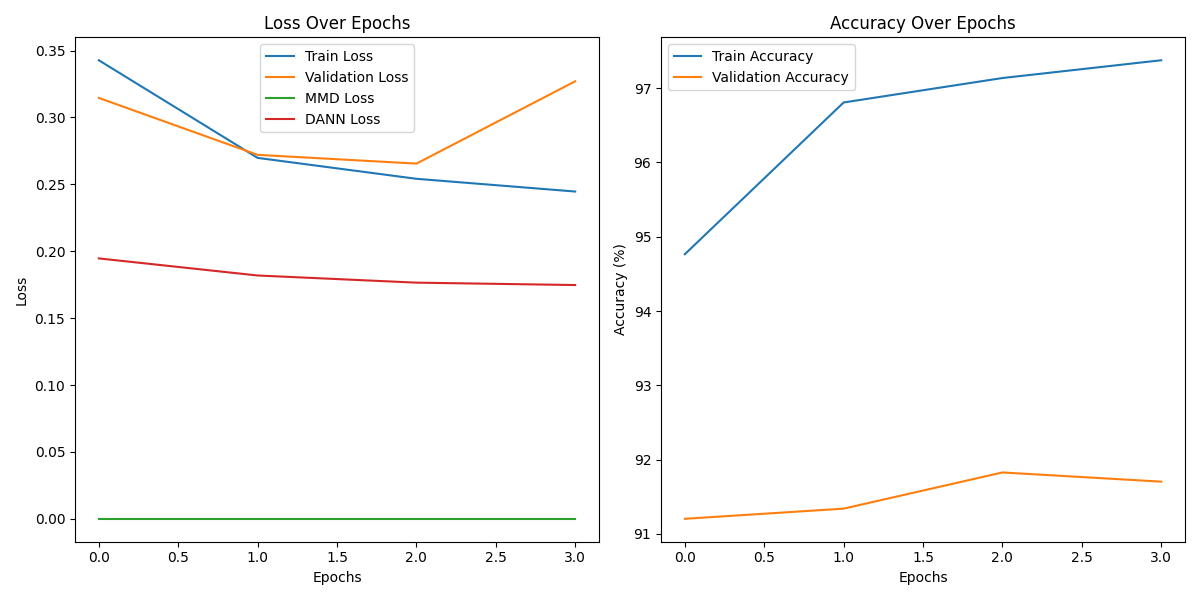 Loss Over Epochs
Train Loss
Validation Loss
MMD Loss
DANN Loss
0.35
0.30
0.25
0.20
0.15
0.10
0.05
0.00
Loss
0.0 0.5 1.0 1.5 2.0 2.5 3.0
Epochs
Accuracy Over Epochs
Train Accuracy
Validation Accuracy
97
96
95
94
93
92
91
Accuracy (%)
0.0 0.5 1.0 1.5 2.0 2.5 3.0
Epochs